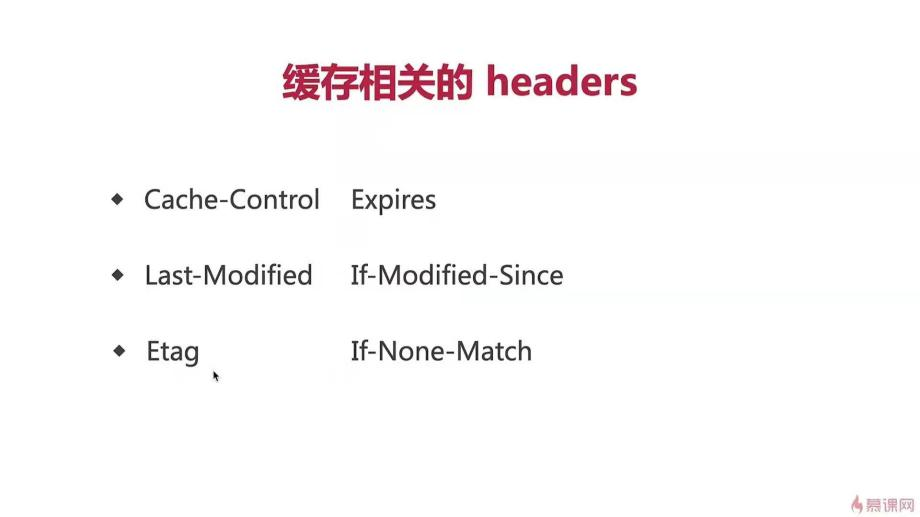 缓存相关的 headers
Cache-Control Expires
Last-Modified If-Modified-Since
Etag If-None-Match
慕课网